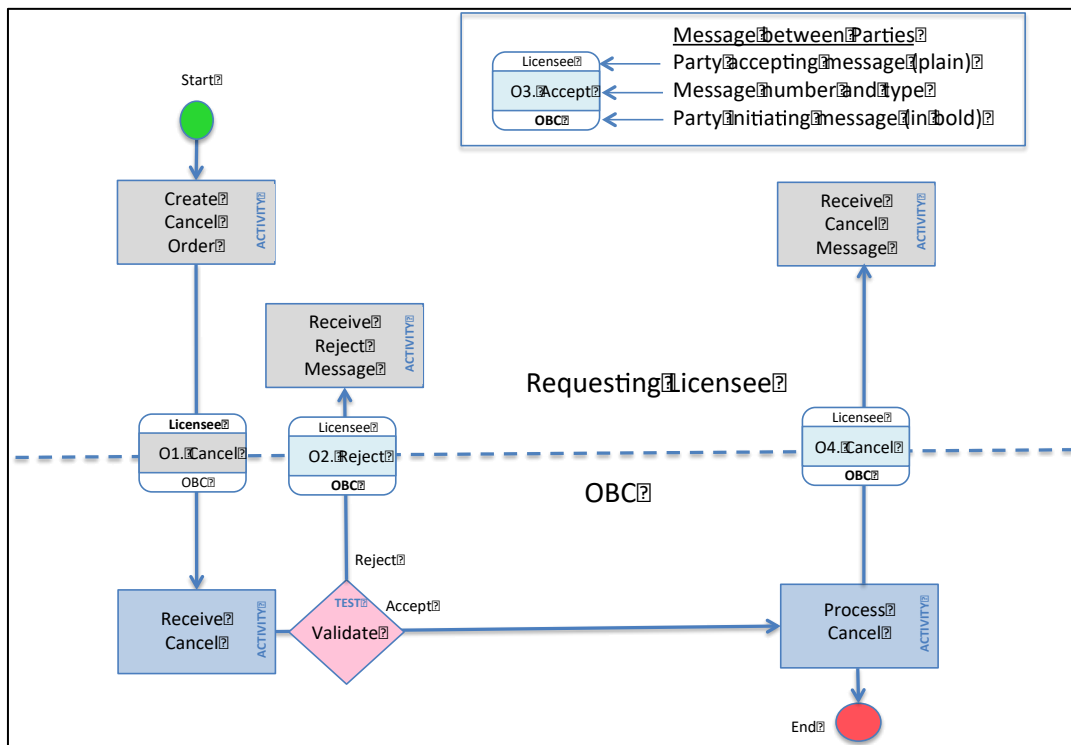 Message between Parties
Licensee
Party accepting message (plain)
O3. Accept
Message number and type
OBC
Party initiating message (in bold)
Start
Create
Cancel
Order
ACTIVITY
Receive
Cancel
Message
ACTIVITY
Receive
Reject
Message
ACTIVITY
Requesting Licensee
Licensee
O1. Cancel
OBC
Licensee
O2. Reject
OBC
Licensee
O4. Cancel
OBC
OBC
Reject
Accept
Receive
Cancel
ACTIVITY
TEST
Validate
Process
Cancel
ACTIVITY
End